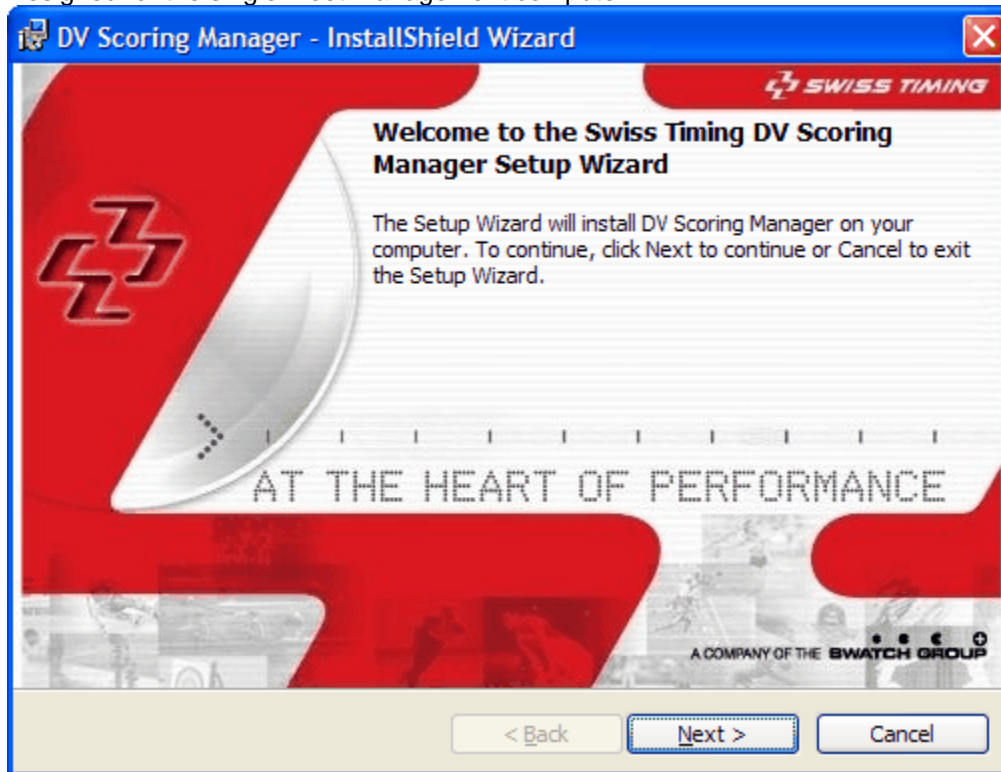 DV Scoring Manager - InstallShield Wizard
SWISS TIMING
Welcome to the Swiss Timing DV Scoring
Manager Setup Wizard
The Setup Wizard will install DV Scoring Manager on your
computer. To continue, click Next to continue or Cancel to exit
the Setup Wizard.
AT THE HEART OF PERFORMANCE
A COMPANY OF THE SWATCH GROUP
< Back Next > Cancel